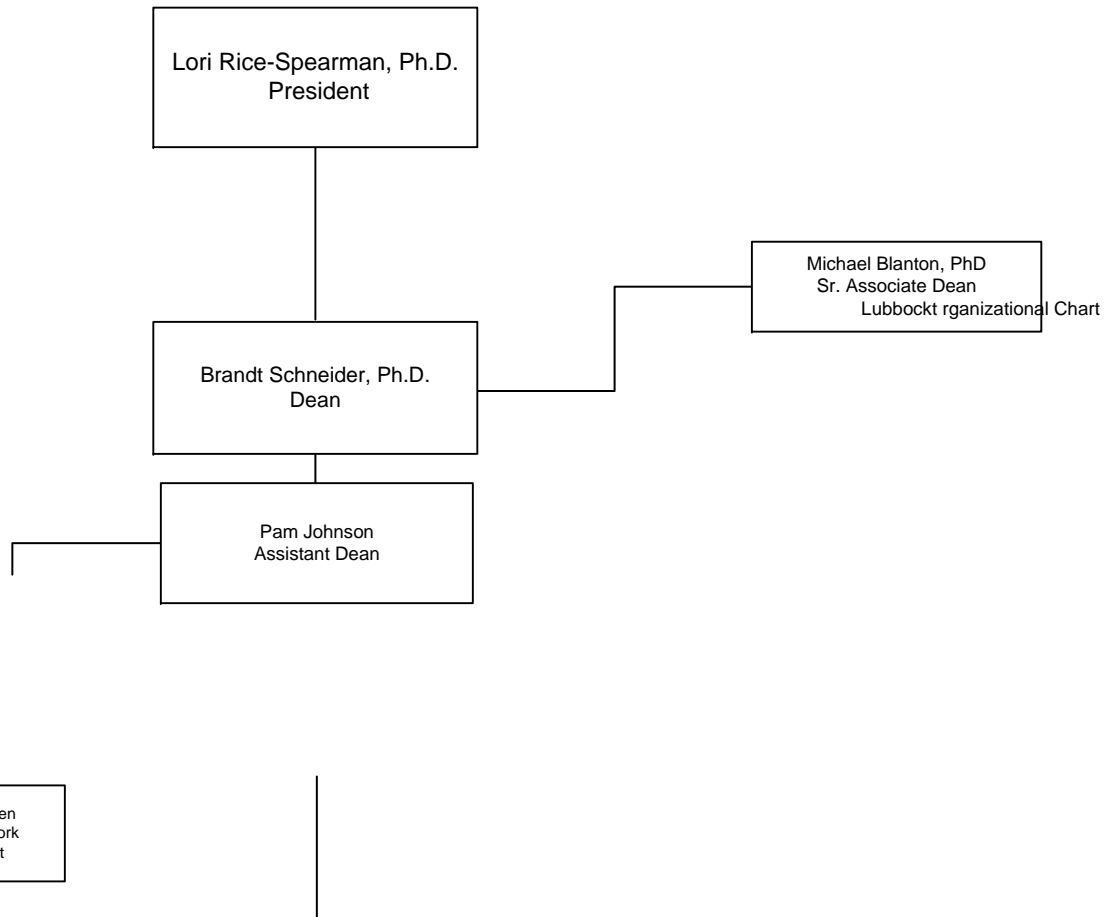 Lori Rice-Spearman, Ph.D.
President
Michael Blanton, PhD
Sr. Associate Dean
Lubbockt rganizational Chart
Brandt Schneider, Ph.D.
Dean
Pam Johnson
Assistant Dean
en
ork
t